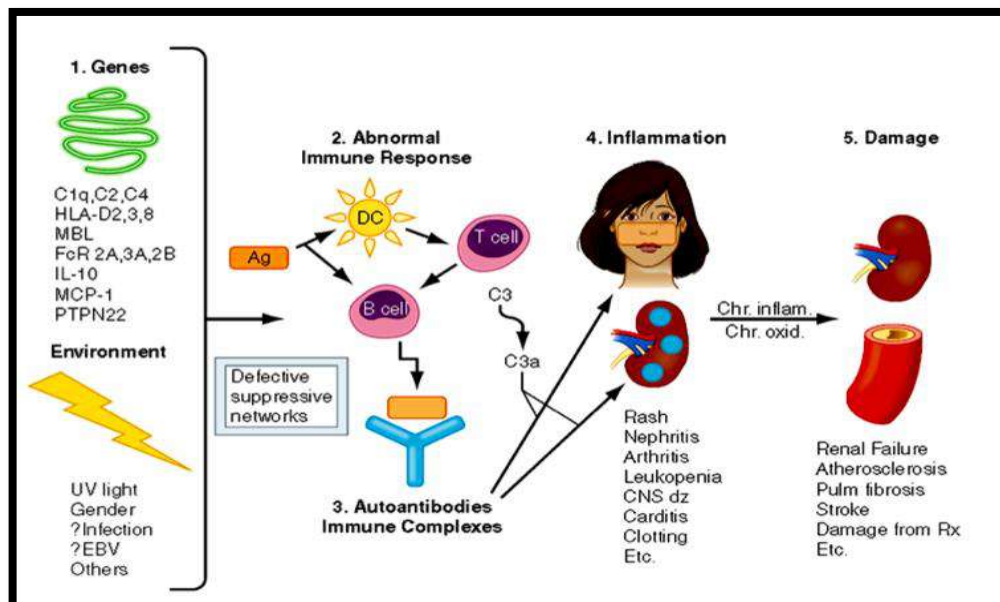 1. Genes
C1q,C2,C4
HLA-D2,3,8
MBL
FcR 2A,3A,2B
IL-10
MCP-1
PTPN22
Environment
UV light
Gender
?Infection
?EBV
Others
2. Abnormal
Immune Response
DC
Ag
T cell
B cell
C3
C3a
Defective
suppressive
networks
3. Autoantibodies
Immune Complexes
4. Inflammation
Rash
Nephritis
Arthritis
Leukopenia
CNS dz
Carditis
Clotting
Etc.
Chr. inflam.
Chr. oxid.
5. Damage
Renal Failure
Atherosclerosis
Pulm fibrosis
Stroke
Damage from Rx
Etc.